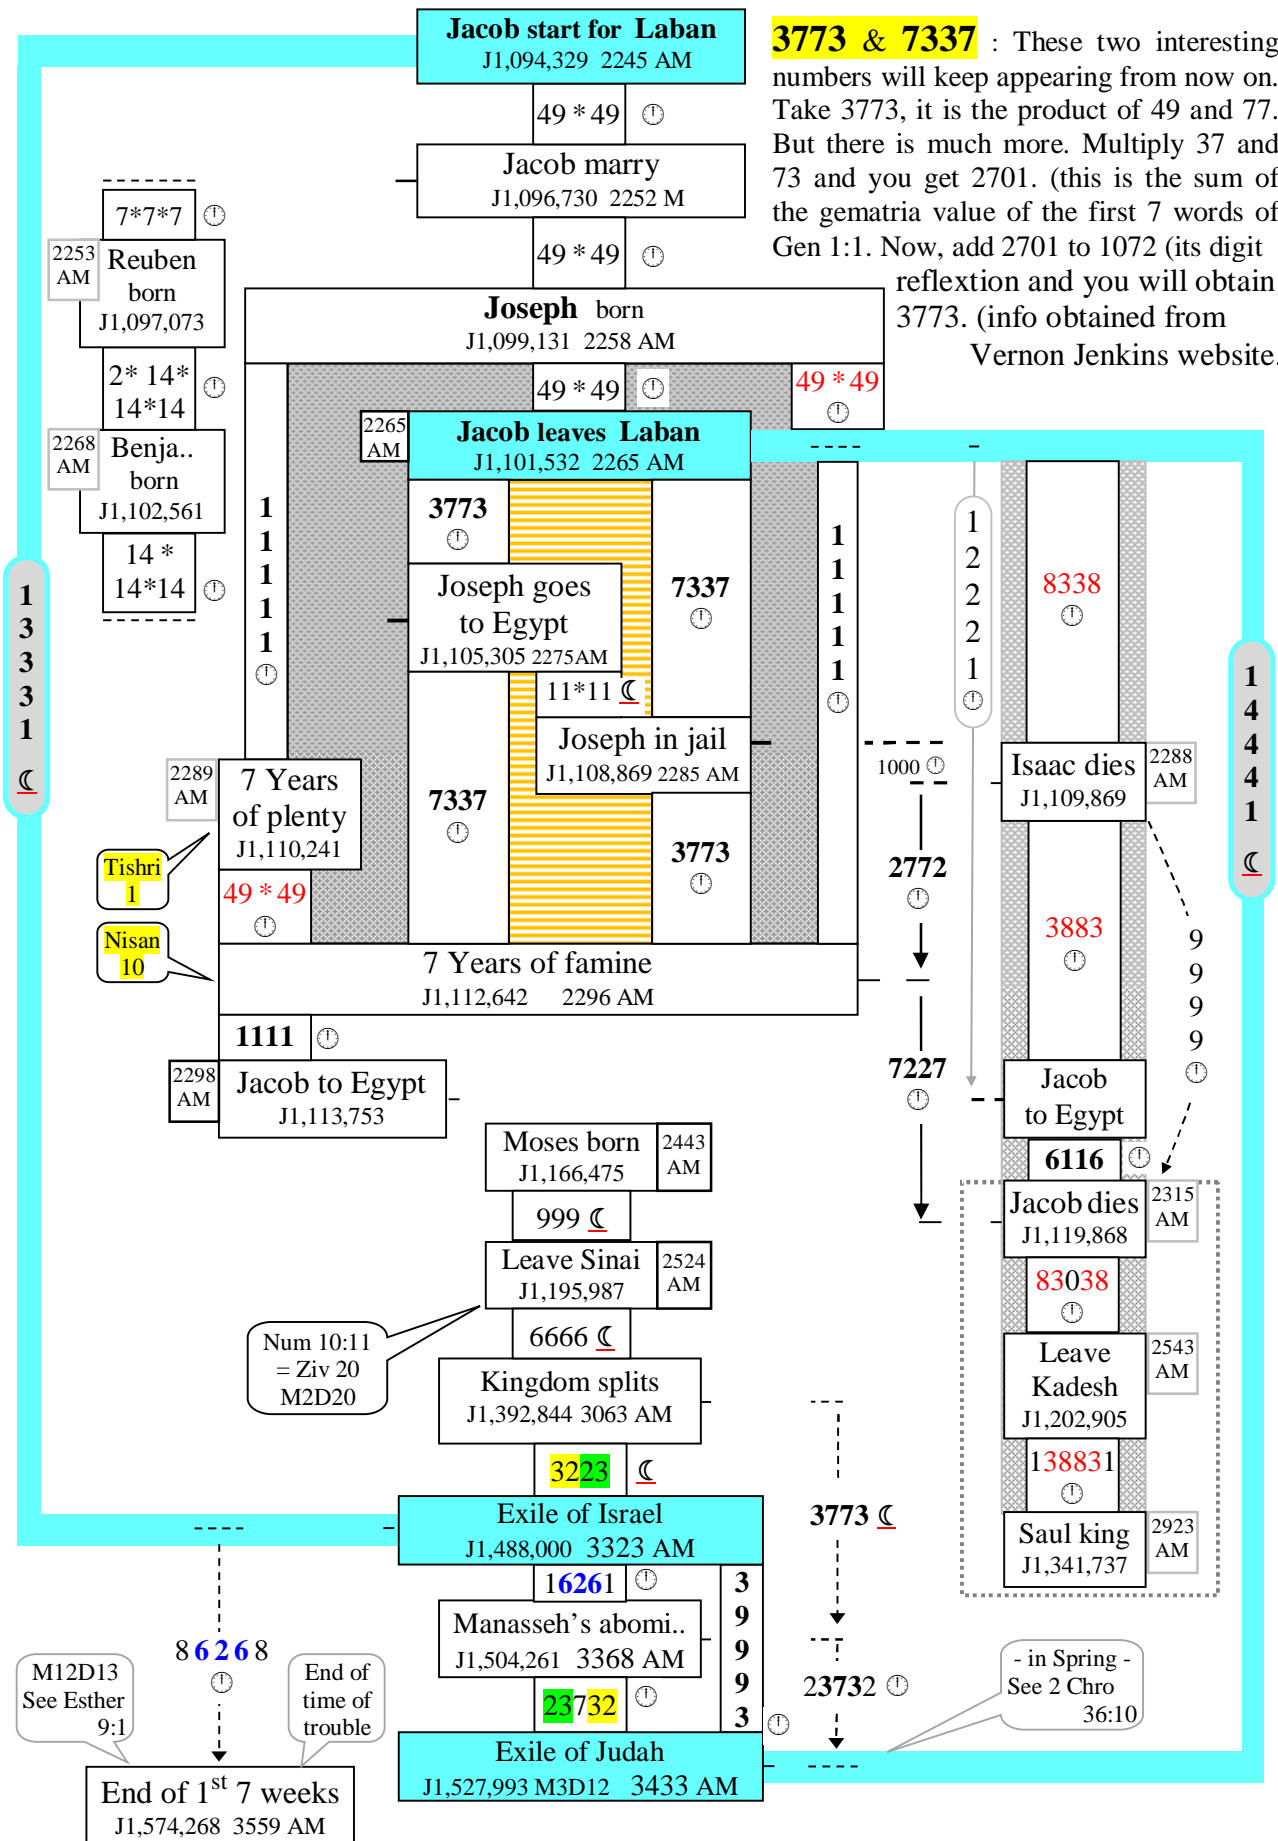 Jacob start for Laban
J1,094,329 2245 AM
3773 & 7337 : These two interesting
numbers will keep appearing from now on.
Take 3773, it is the product of 49 and 77.
But there is much more. Multiply 37 and
73 and you get 2701. (this is the sum of
the gematria value of the first 7 words of
Gen 1:1. Now, add 2701 to 1072 (its digit
reflextion and you will obtain
3773. (info obtained from
Vernon Jenkins website.
49 * 49
Jacob marry
J1,096,730 2252 M
49 * 49
7*7*7
2253
AM
Reuben
born
J1,097,073
2* 14*
14*14
2268
AM
Benja..
born
J1,102,561
14 *
14*14
Joseph born
J1,099,131 2258 AM
49 * 49
49 * 49
2265
AM
Jacob leaves Laban
J1,101,532 2265 AM
1
1
1
1
1
3773
Joseph goes
to Egypt
J1,105,305 2275AM
7337
11*11 ☾
Joseph in jail
J1,108,869 2285 AM
7337
3773
1
1
1
1
1
1
2
2
2
1
8338
1
3
3
3
1
☾
1
4
4
4
1
☾
1000
Isaac dies
J1,109,869
2288
AM
2289
AM
7 Years
of plenty
J1,110,241
Tishri
1
49 * 49
Nisan
10
2772
3883
9
9
9
9
7 Years of famine
J1,112,642 2296 AM
1111
7227
2298
AM
Jacob to Egypt
J1,113,753
Jacob
to Egypt
6116
Jacob dies
J1,119,868
2315
AM
83038
Leave
Kadesh
J1,202,905
2543
AM
138831
Saul king
J1,341,737
2923
AM
Moses born
J1,166,475
2443
AM
999 ☾
Leave Sinai
J1,195,987
2524
AM
Num 10:11
= Ziv 20
M2D20
6666 ☾
Kingdom splits
J1,392,844 3063 AM
3223 ☾
3773 ☾
Exile of Israel
J1,488,000 3323 AM
16261
3
9
9
9
3
Manasseh’s abomi..
J1,504,261 3368 AM
23732
23732
- in Spring -
See 2 Chro
36:10
Exile of Judah
J1,527,993 M3D12 3433 AM
86268
M12D13
See Esther
9:1
End of
time of
trouble
End of 1st 7 weeks
J1,574,268 3559 AM